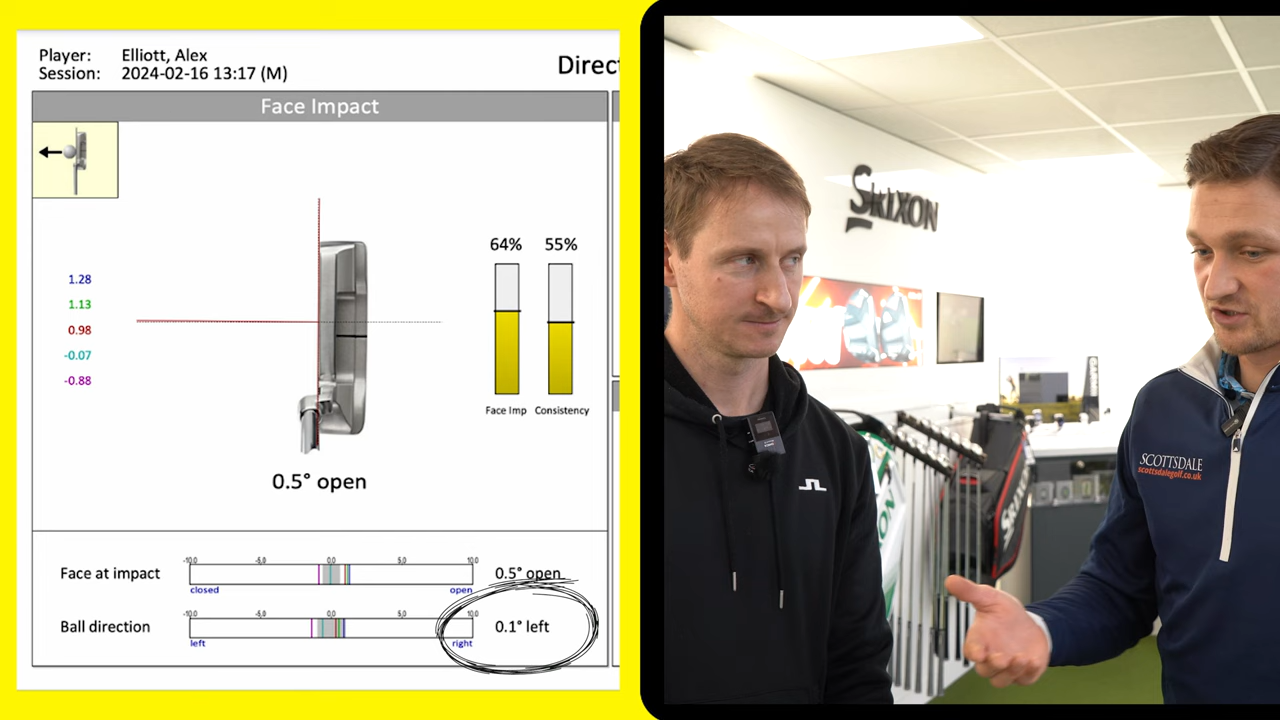 Player: Elliott, Alex
Session: 2024-02-16 13:17 (M)
Direct
Face Impact
64% 55%
1.28
1.13
0.98
-0.07
-0.88
Face Imp Consistency
0.5° open
-10,0 -5,0 0,0 5,0 10,0
Face at impact 0.5° open
closed open
-10,0 -5,0 0,0 5,0 10,0
Ball direction 0.1° left
left right
SRIXON
SCOTTSDALE
scottsdalegolf.co.uk
SRIXON